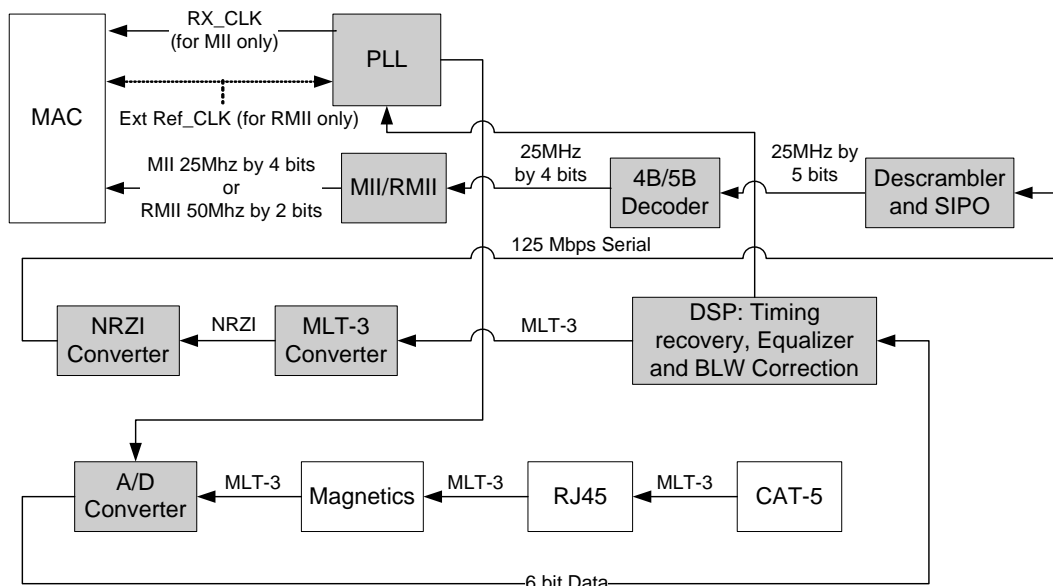 RX_CLK
(for MII only)
PLL
MAC
Ext Ref_CLK (for RMII only)
MII 25Mhz by 4 bits
or
RMII 50Mhz by 2 bits
MII/RMII
25MHz
by 4 bits
4B/5B
Decoder
25MHz by
5 bits
Descrambler
and SIPO
125 Mbps Serial
NRZI
Converter
NRZI
MLT-3
Converter
MLT-3
DSP: Timing
recovery, Equalizer
and BLW Correction
A/D
Converter
MLT-3
Magnetics
MLT-3
RJ45
MLT-3
CAT-5
6 bit Data